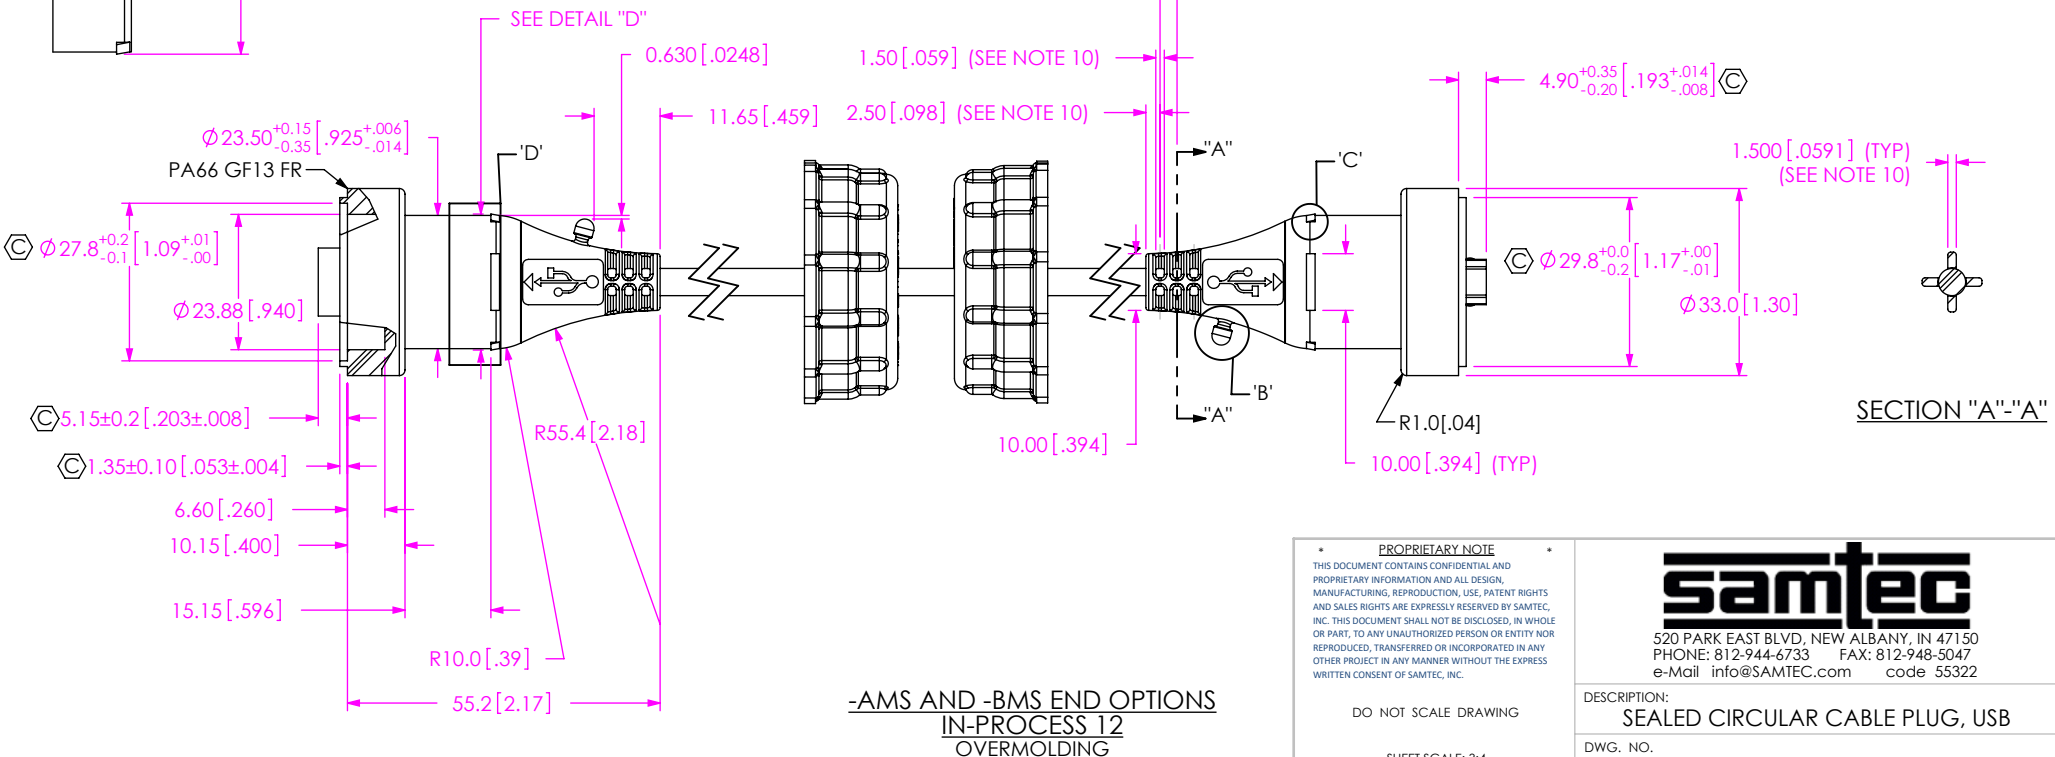 SEE DETAIL "D"
0.630 [.0248]
1.50 [.059] (SEE NOTE 10)
4.90 +0.35 -0.20 [.193 +.014 -.008] C
11.65 [.459]
2.50 [.098] (SEE NOTE 10)
Ø 23.50 +0.15 -0.35 [.925 +.006 -.014]
'D'
"A"
'C'
1.500 [.0591] (TYP)
(SEE NOTE 10)
PA66 GF13 FR
C Ø 27.8 +0.2 -0.1 [1.09 +.01 -.00]
C Ø 29.8 +0.0 -0.2 [1.17 +.00 -.01]
Ø 23.88 [.940]
Ø 33.0 [1.30]
'B'
C 5.15±0.2 [.203±.008]
R55.4 [2.18]
"A"
R1.0[.04]
SECTION "A"-"A"
10.00 [.394]
C 1.35±0.10 [.053±.004]
10.00 [.394] (TYP)
6.60 [.260]
10.15 [.400]
15.15 [.596]
R10.0 [.39]
55.2 [2.17]
-AMS AND -BMS END OPTIONS
IN-PROCESS 12
OVERMOLDING
* PROPRIETARY NOTE *
THIS DOCUMENT CONTAINS CONFIDENTIAL AND
PROPRIETARY INFORMATION AND ALL DESIGN,
MANUFACTURING, REPRODUCTION, USE, PATENT RIGHTS
AND SALES RIGHTS ARE EXPRESSLY RESERVED BY SAMTEC,
INC. THIS DOCUMENT SHALL NOT BE DISCLOSED, IN WHOLE
OR PART, TO ANY UNAUTHORIZED PERSON OR ENTITY NOR
REPRODUCED, TRANSFERRED OR INCORPORATED IN ANY
OTHER PROJECT IN ANY MANNER WITHOUT THE EXPRESS
WRITTEN CONSENT OF SAMTEC, INC.
DO NOT SCALE DRAWING
SHEET SCALE: 3:4
samtec
520 PARK EAST BLVD, NEW ALBANY, IN 47150
PHONE: 812-944-6733 FAX: 812-948-5047
e-Mail info@SAMTEC.com code 55322
DESCRIPTION:
SEALED CIRCULAR CABLE PLUG, USB
DWG. NO.